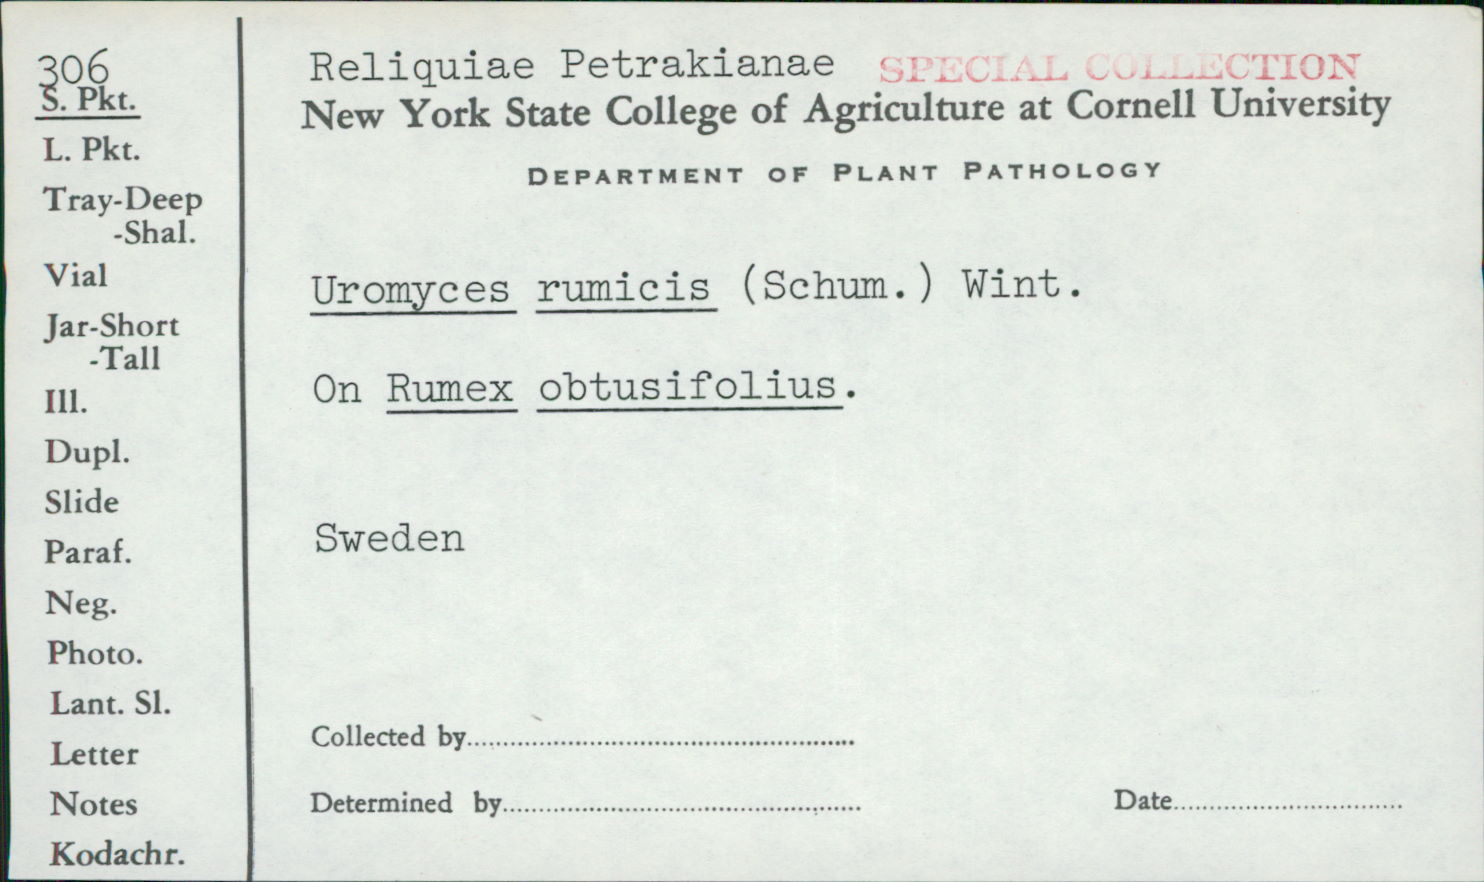 306
S. Pkt.
L. Pkt.
Tray-Deep
-Shal.
Vial
Jar-Short
-Tall
Ill.
Dupl.
Slide
Paraf.
Neg.
Photo.
Lant. Sl.
Letter
Notes
Kodachr.
Reliquiae Petrakianae SPECIAL COLLECTION
New York State College of Agriculture at Cornell University
DEPARTMENT OF PLANT PATHOLOGY
Uromyces rumicis (Schum.) Wint.
On Rumex obtusifolius.
Sweden
Collected by
Determined by
Date